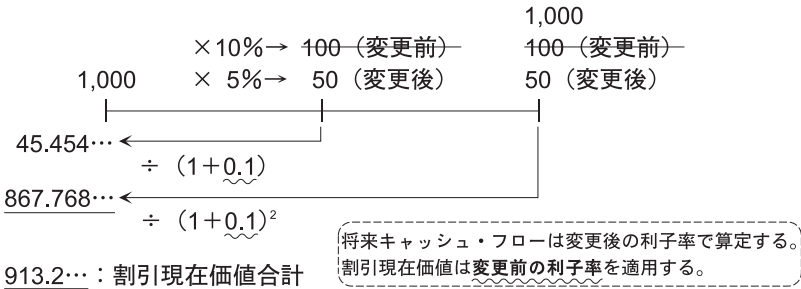 1,000
×10%→ 100（変更前） 100（変更前）
1,000 × 5%→ 50（変更後） 50（変更後）
45.454…
÷（1＋0.1）
867.768…
÷（1＋0.1）²
将来キャッシュ・フローは変更後の利子率で算定する。
割引現在価値は変更前の利子率を適用する。
913.2…：割引現在価値合計